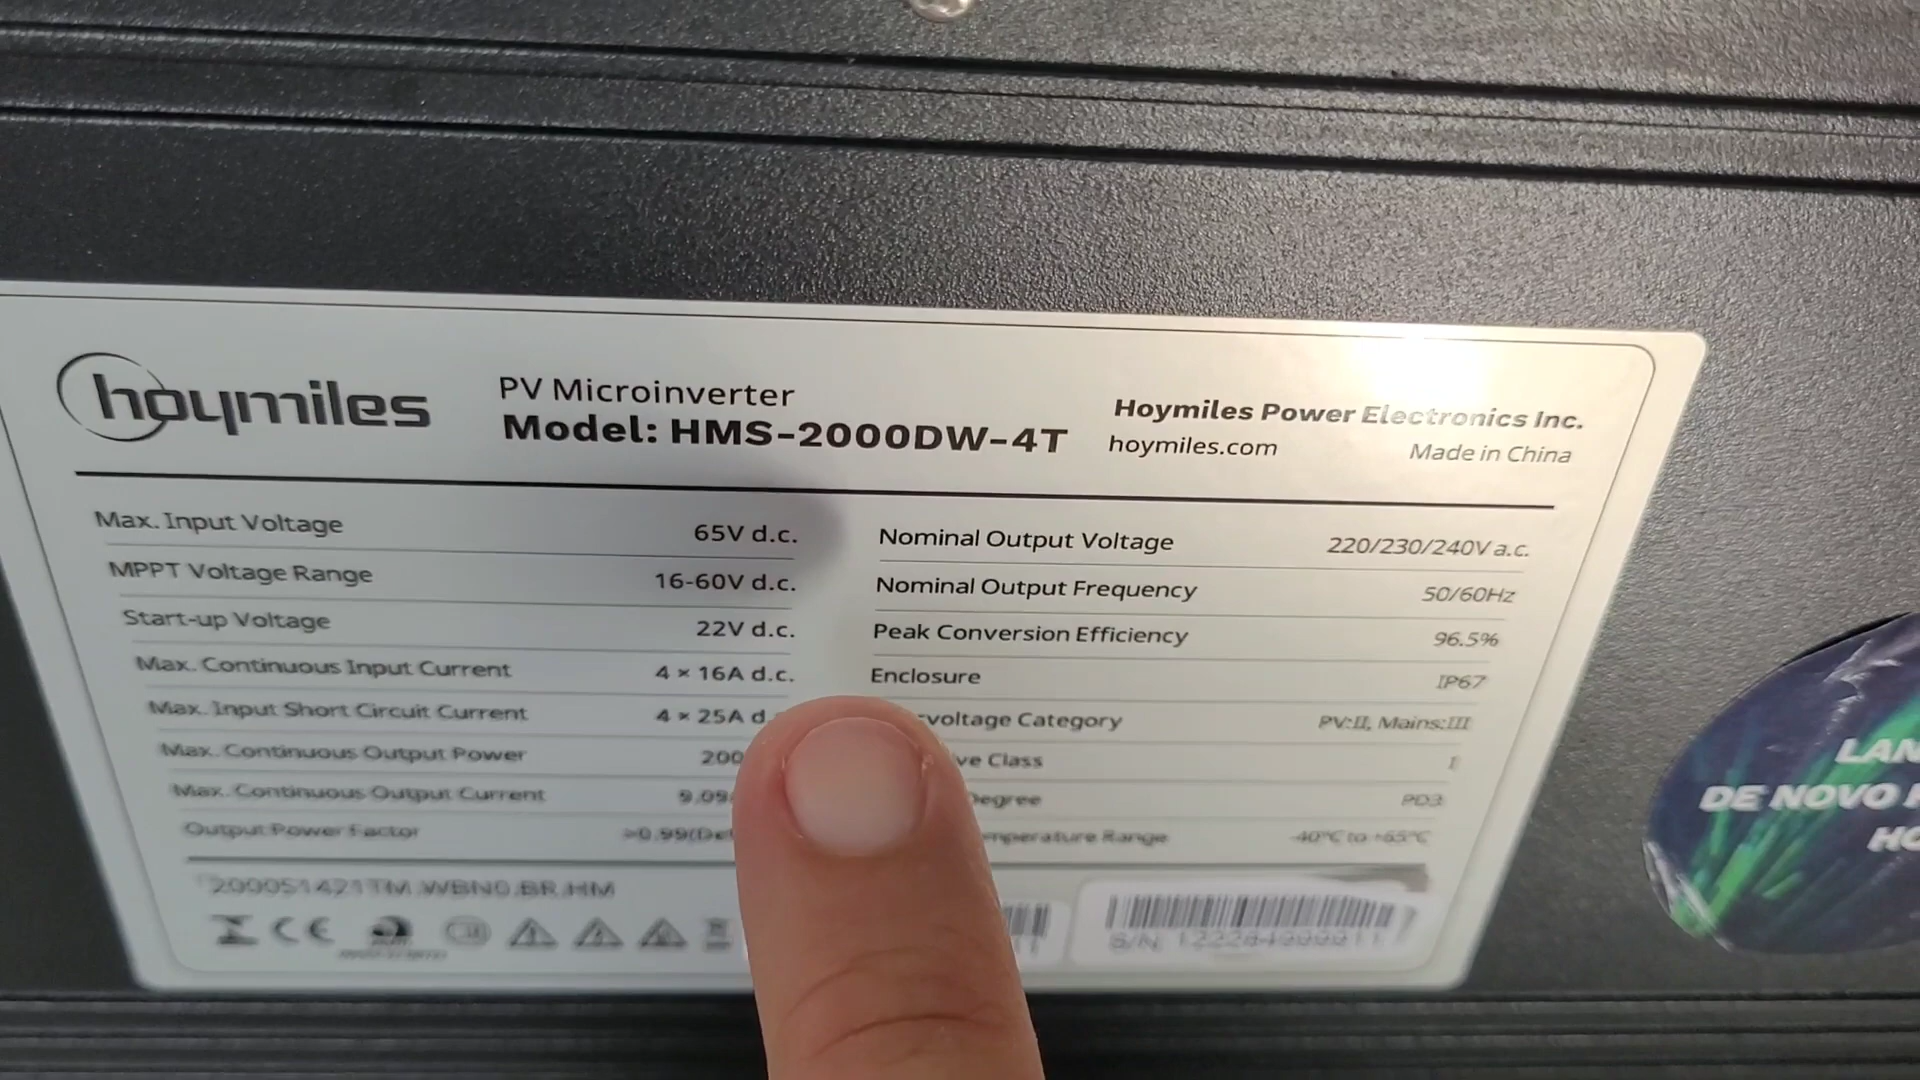 hoymiles
PV Microinverter
Model: HMS-2000DW-4T
Hoymiles Power Electronics Inc.
hoymiles.com
Made in China
Max. Input Voltage 65V d.c.
MPPT Voltage Range 16-60V d.c.
Start-up Voltage 22V d.c.
Max. Continuous Input Current 4 × 16A d.c.
Max. Input Short Circuit Current 4 × 25A d
Max. Continuous Output Power 200
Max. Continuous Output Current 9.09
Output Power Factor >0.99(De
Nominal Output Voltage 220/230/240V a.c.
Nominal Output Frequency 50/60Hz
Peak Conversion Efficiency 96.5%
Enclosure IP67
voltage Category PV:II, Mains:III
ve Class I
Degree PD3
mperature Range -40°C to +65°C
CE
S/N
LAN
DE NOVO
HO